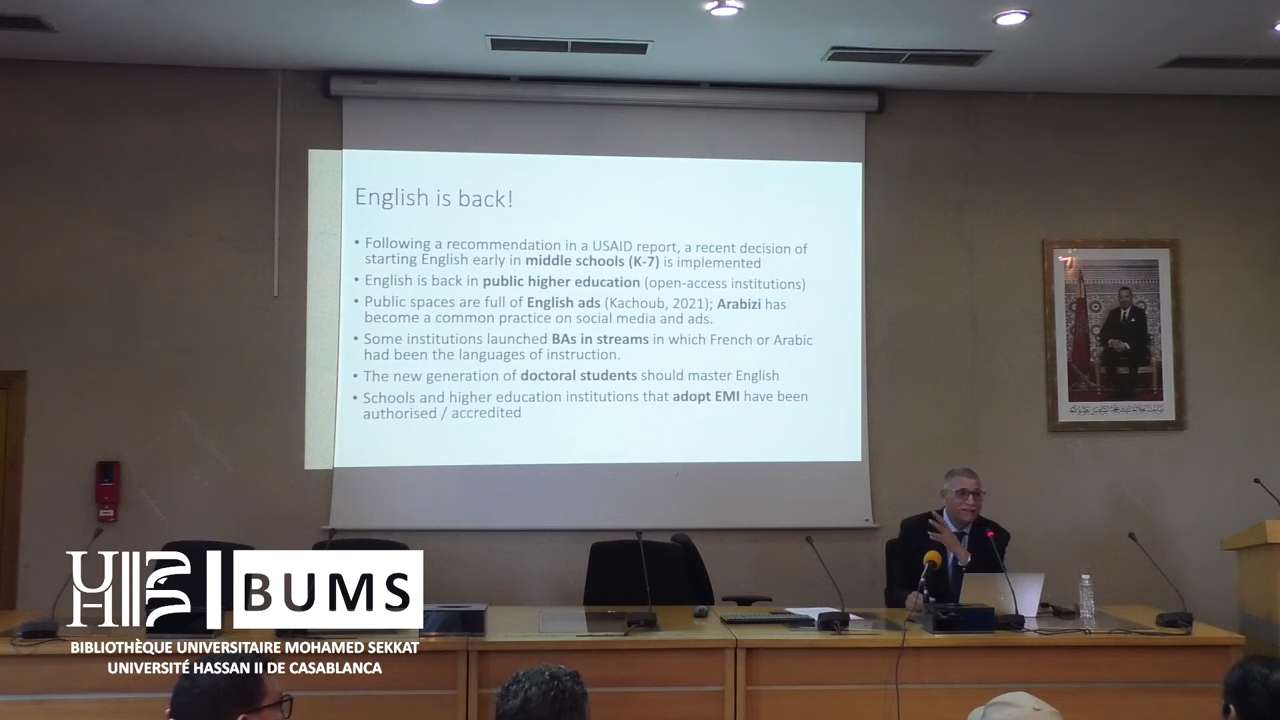 English is back!
• Following a recommendation in a USAID report, a recent decision of
starting English early in middle schools (K-7) is implemented
• English is back in public higher education (open-access institutions)
• Public spaces are full of English ads (Kachoub, 2021); Arabizi has
become a common practice on social media and ads.
• Some institutions launched BAs in streams in which French or Arabic
had been the languages of instruction.
• The new generation of doctoral students should master English
• Schools and higher education institutions that adopt EMI have been
authorised / accredited
UH2C
BUMS
BIBLIOTHÈQUE UNIVERSITAIRE MOHAMED SEKKAT
UNIVERSITÉ HASSAN II DE CASABLANCA